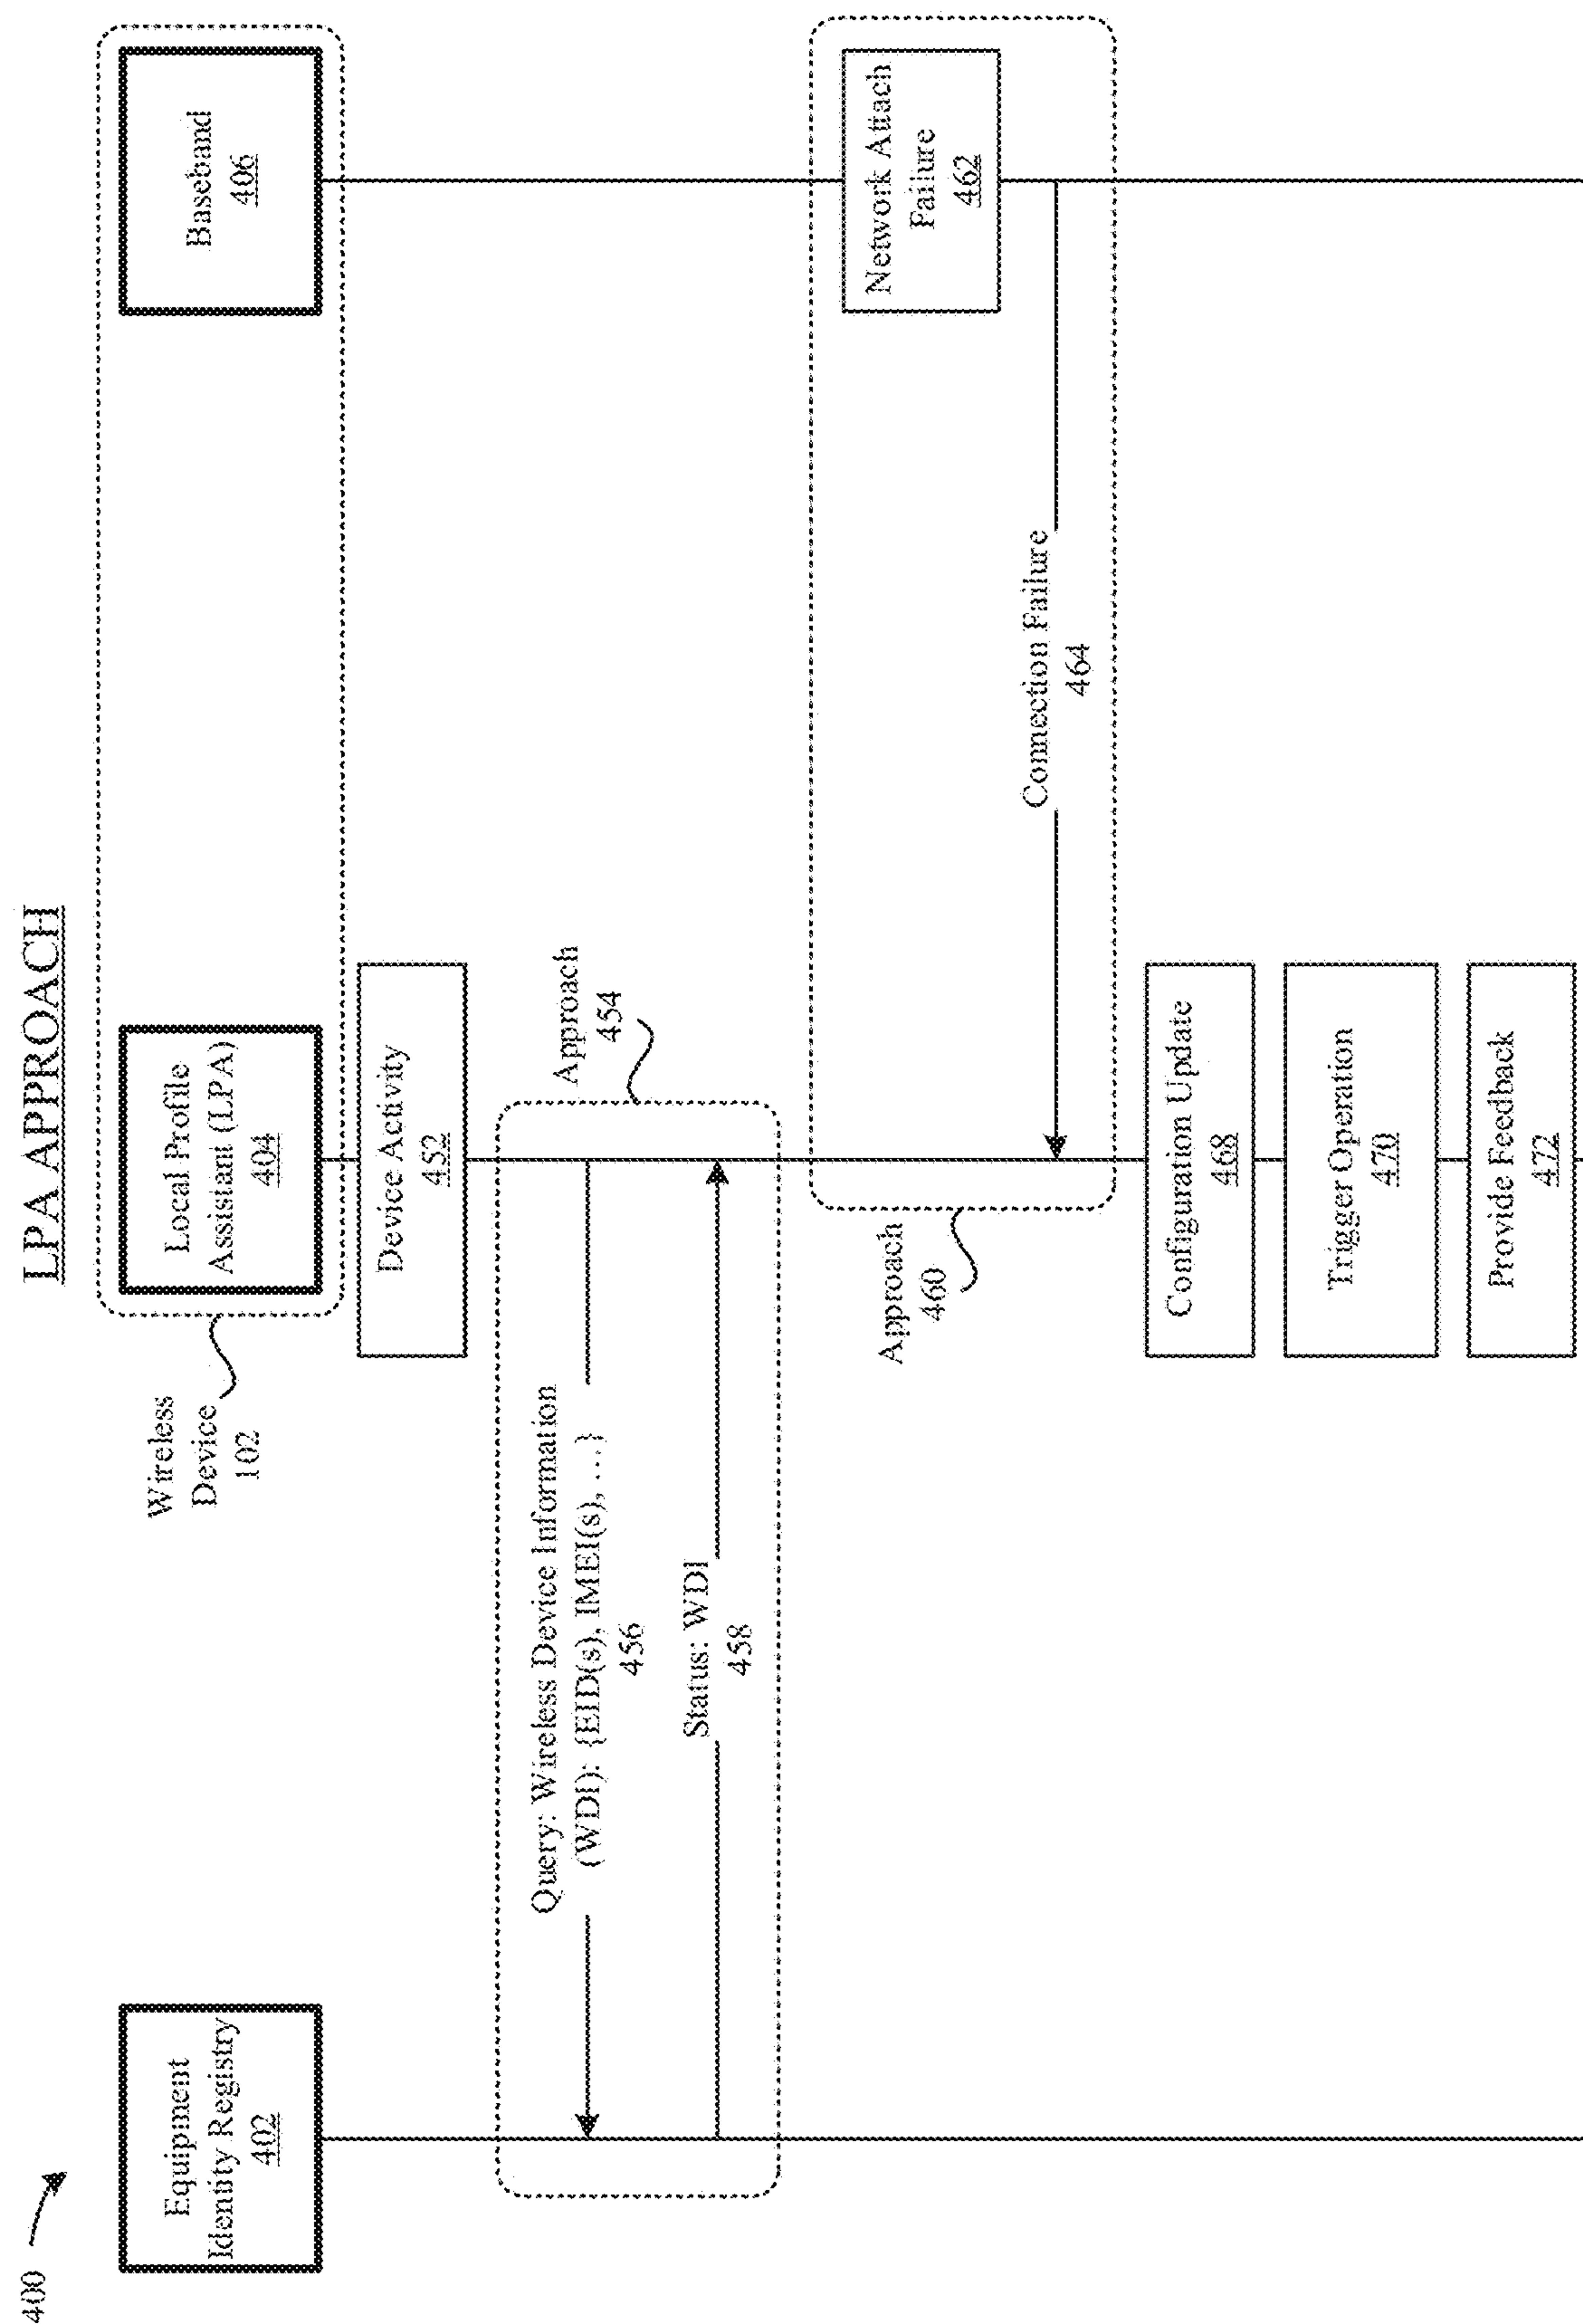 LPA APPROACH
400
Equipment
Identity Registry
402
Wireless
Device
102
Local Profile
Assistant (LPA)
404
Baseband
406
Device Activity
452
Approach
454
Query: Wireless Device Information
(WDI): {EID(s), IMEI(s), …}
456
Status: WDI
458
Approach
460
Network Attach
Failure
462
Connection Failure
464
Configuration Update
468
Trigger Operation
470
Provide Feedback
472